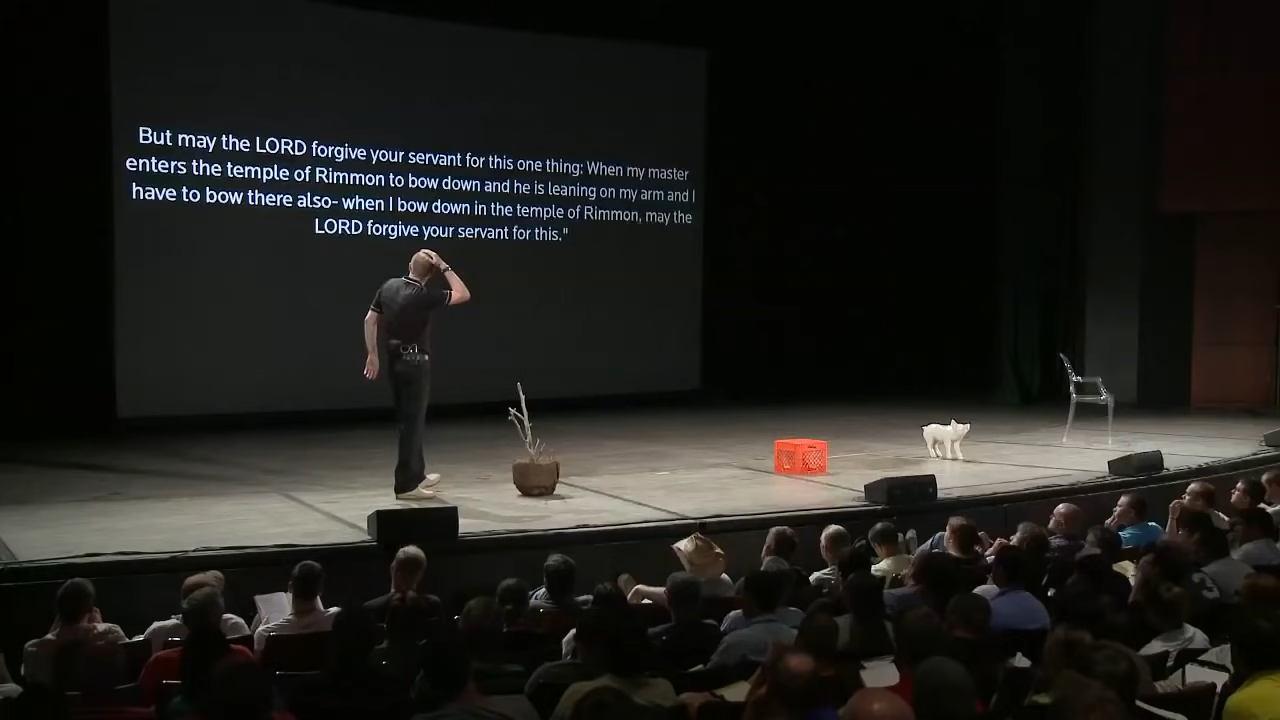 But may the LORD forgive your servant for this one thing: When my master
enters the temple of Rimmon to bow down and he is leaning on my arm and I
have to bow there also- when I bow down in the temple of Rimmon, may the
LORD forgive your servant for this."